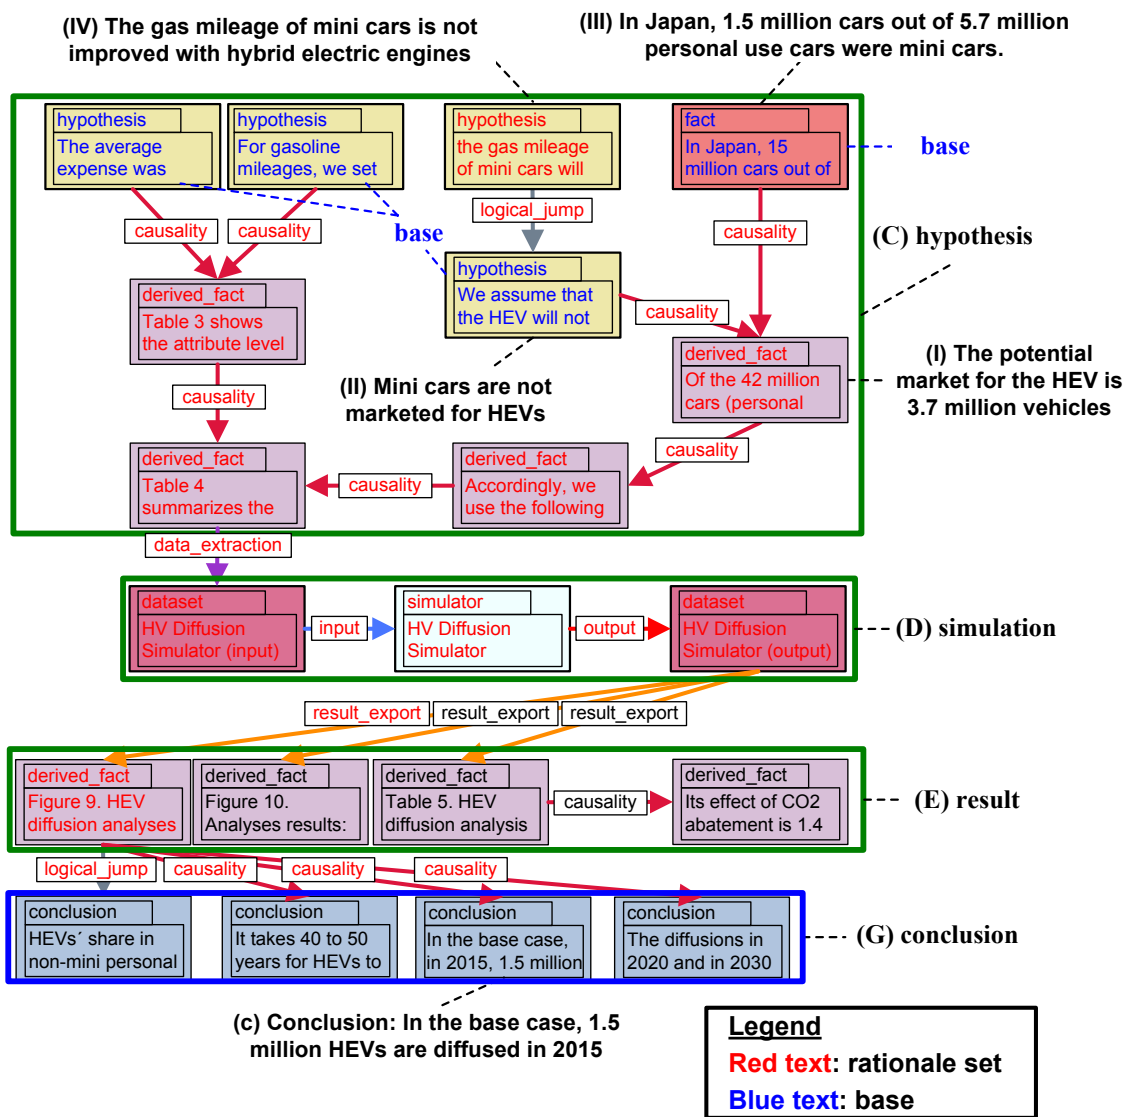 (IV) The gas mileage of mini cars is not
improved with hybrid electric engines
(III) In Japan, 1.5 million cars out of 5.7 million
personal use cars were mini cars.
hypothesis
The average
expense was
hypothesis
For gasoline
mileages, we set
hypothesis
the gas mileage
of mini cars will
fact
In Japan, 15
million cars out of
base
causality
causality
base
logical_jump
causality
(C) hypothesis
derived_fact
Table 3 shows
the attribute level
hypothesis
We assume that
the HEV will not
causality
derived_fact
Of the 42 million
cars (personal
(I) The potential
market for the HEV is
3.7 million vehicles
causality
(II) Mini cars are not
marketed for HEVs
causality
derived_fact
Table 4
summarizes the
causality
derived_fact
Accordingly, we
use the following
data_extraction
dataset
HV Diffusion
Simulator (input)
input
simulator
HV Diffusion
Simulator
output
dataset
HV Diffusion
Simulator (output)
(D) simulation
result_export
result_export
result_export
derived_fact
Figure 9. HEV
diffusion analyses
derived_fact
Figure 10.
Analyses results:
derived_fact
Table 5. HEV
diffusion analysis
causality
derived_fact
Its effect of CO2
abatement is 1.4
(E) result
logical_jump
causality
causality
causality
conclusion
HEVs´ share in
non-mini personal
conclusion
It takes 40 to 50
years for HEVs to
conclusion
In the base case,
in 2015, 1.5 million
conclusion
The diffusions in
2020 and in 2030
(G) conclusion
(c) Conclusion: In the base case, 1.5
million HEVs are diffused in 2015
Legend
Red text: rationale set
Blue text: base